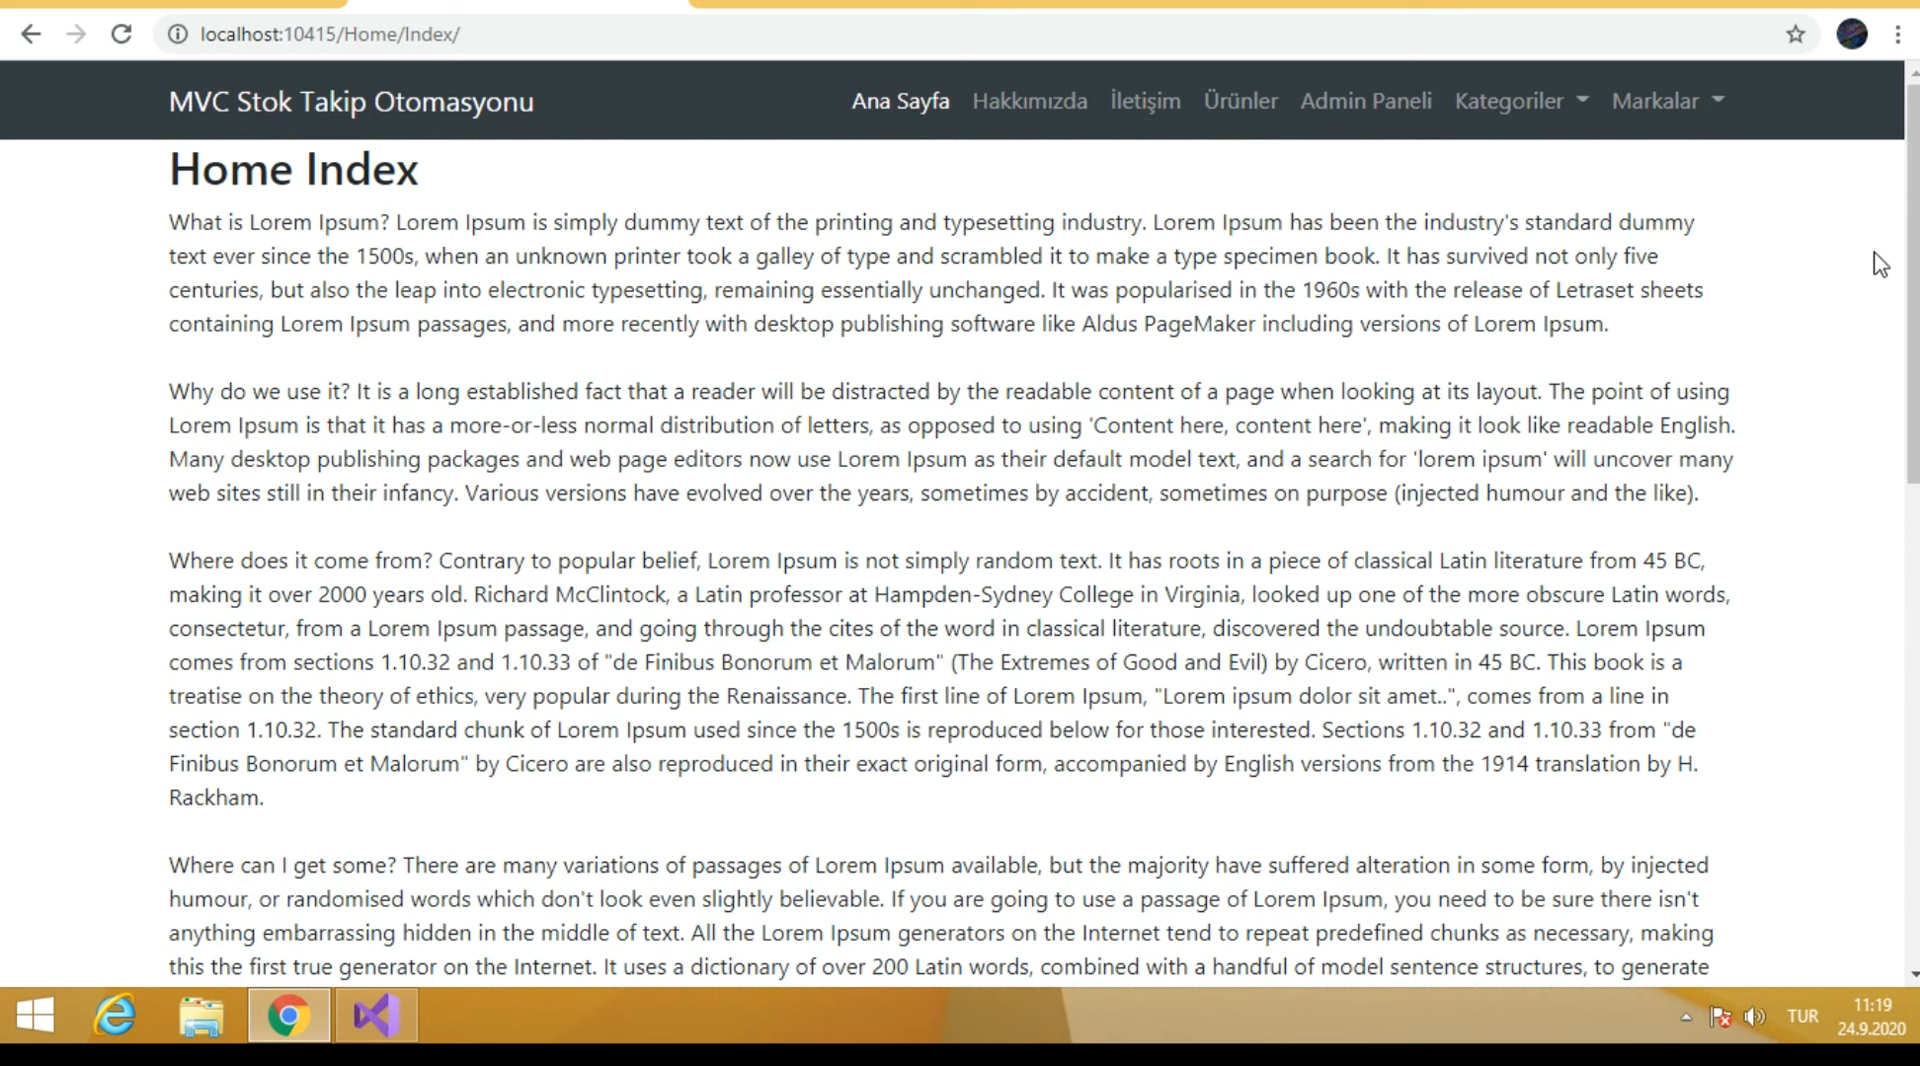 localhost:10415/Home/Index/
MVC Stok Takip Otomasyonu
Ana Sayfa Hakkımızda İletişim Ürünler Admin Paneli Kategoriler Markalar
Home Index
What is Lorem Ipsum? Lorem Ipsum is simply dummy text of the printing and typesetting industry. Lorem Ipsum has been the industry's standard dummy
text ever since the 1500s, when an unknown printer took a galley of type and scrambled it to make a type specimen book. It has survived not only five
centuries, but also the leap into electronic typesetting, remaining essentially unchanged. It was popularised in the 1960s with the release of Letraset sheets
containing Lorem Ipsum passages, and more recently with desktop publishing software like Aldus PageMaker including versions of Lorem Ipsum.
Why do we use it? It is a long established fact that a reader will be distracted by the readable content of a page when looking at its layout. The point of using
Lorem Ipsum is that it has a more-or-less normal distribution of letters, as opposed to using 'Content here, content here', making it look like readable English.
Many desktop publishing packages and web page editors now use Lorem Ipsum as their default model text, and a search for 'lorem ipsum' will uncover many
web sites still in their infancy. Various versions have evolved over the years, sometimes by accident, sometimes on purpose (injected humour and the like).
Where does it come from? Contrary to popular belief, Lorem Ipsum is not simply random text. It has roots in a piece of classical Latin literature from 45 BC,
making it over 2000 years old. Richard McClintock, a Latin professor at Hampden-Sydney College in Virginia, looked up one of the more obscure Latin words,
consectetur, from a Lorem Ipsum passage, and going through the cites of the word in classical literature, discovered the undoubtable source. Lorem Ipsum
comes from sections 1.10.32 and 1.10.33 of "de Finibus Bonorum et Malorum" (The Extremes of Good and Evil) by Cicero, written in 45 BC. This book is a
treatise on the theory of ethics, very popular during the Renaissance. The first line of Lorem Ipsum, "Lorem ipsum dolor sit amet..", comes from a line in
section 1.10.32. The standard chunk of Lorem Ipsum used since the 1500s is reproduced below for those interested. Sections 1.10.32 and 1.10.33 from "de
Finibus Bonorum et Malorum" by Cicero are also reproduced in their exact original form, accompanied by English versions from the 1914 translation by H.
Rackham.
Where can I get some? There are many variations of passages of Lorem Ipsum available, but the majority have suffered alteration in some form, by injected
humour, or randomised words which don't look even slightly believable. If you are going to use a passage of Lorem Ipsum, you need to be sure there isn't
anything embarrassing hidden in the middle of text. All the Lorem Ipsum generators on the Internet tend to repeat predefined chunks as necessary, making
this the first true generator on the Internet. It uses a dictionary of over 200 Latin words, combined with a handful of model sentence structures, to generate
TUR
11:19
24.9.2020